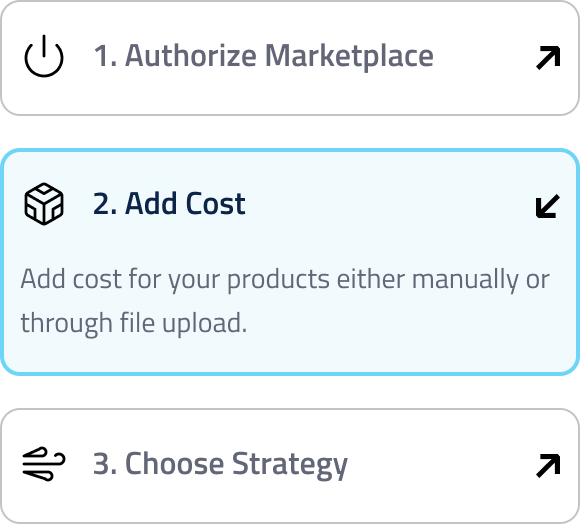 1. Authorize Marketplace
2. Add Cost
Add cost for your products either manually or
through file upload.
3. Choose Strategy